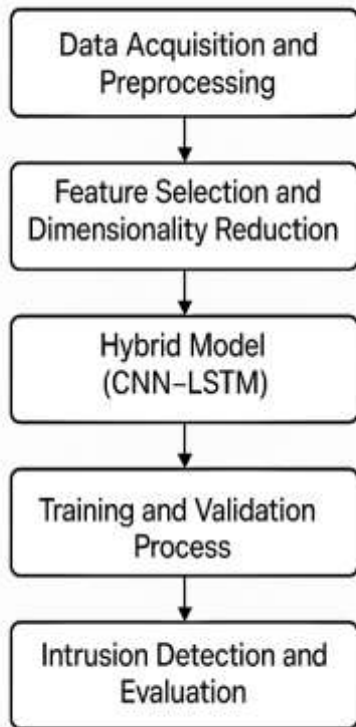 Data Acquisition and
Preprocessing
Feature Selection and
Dimensionality Reduction
Hybrid Model
(CNN–LSTM)
Training and Validation
Process
Intrusion Detection and
Evaluation